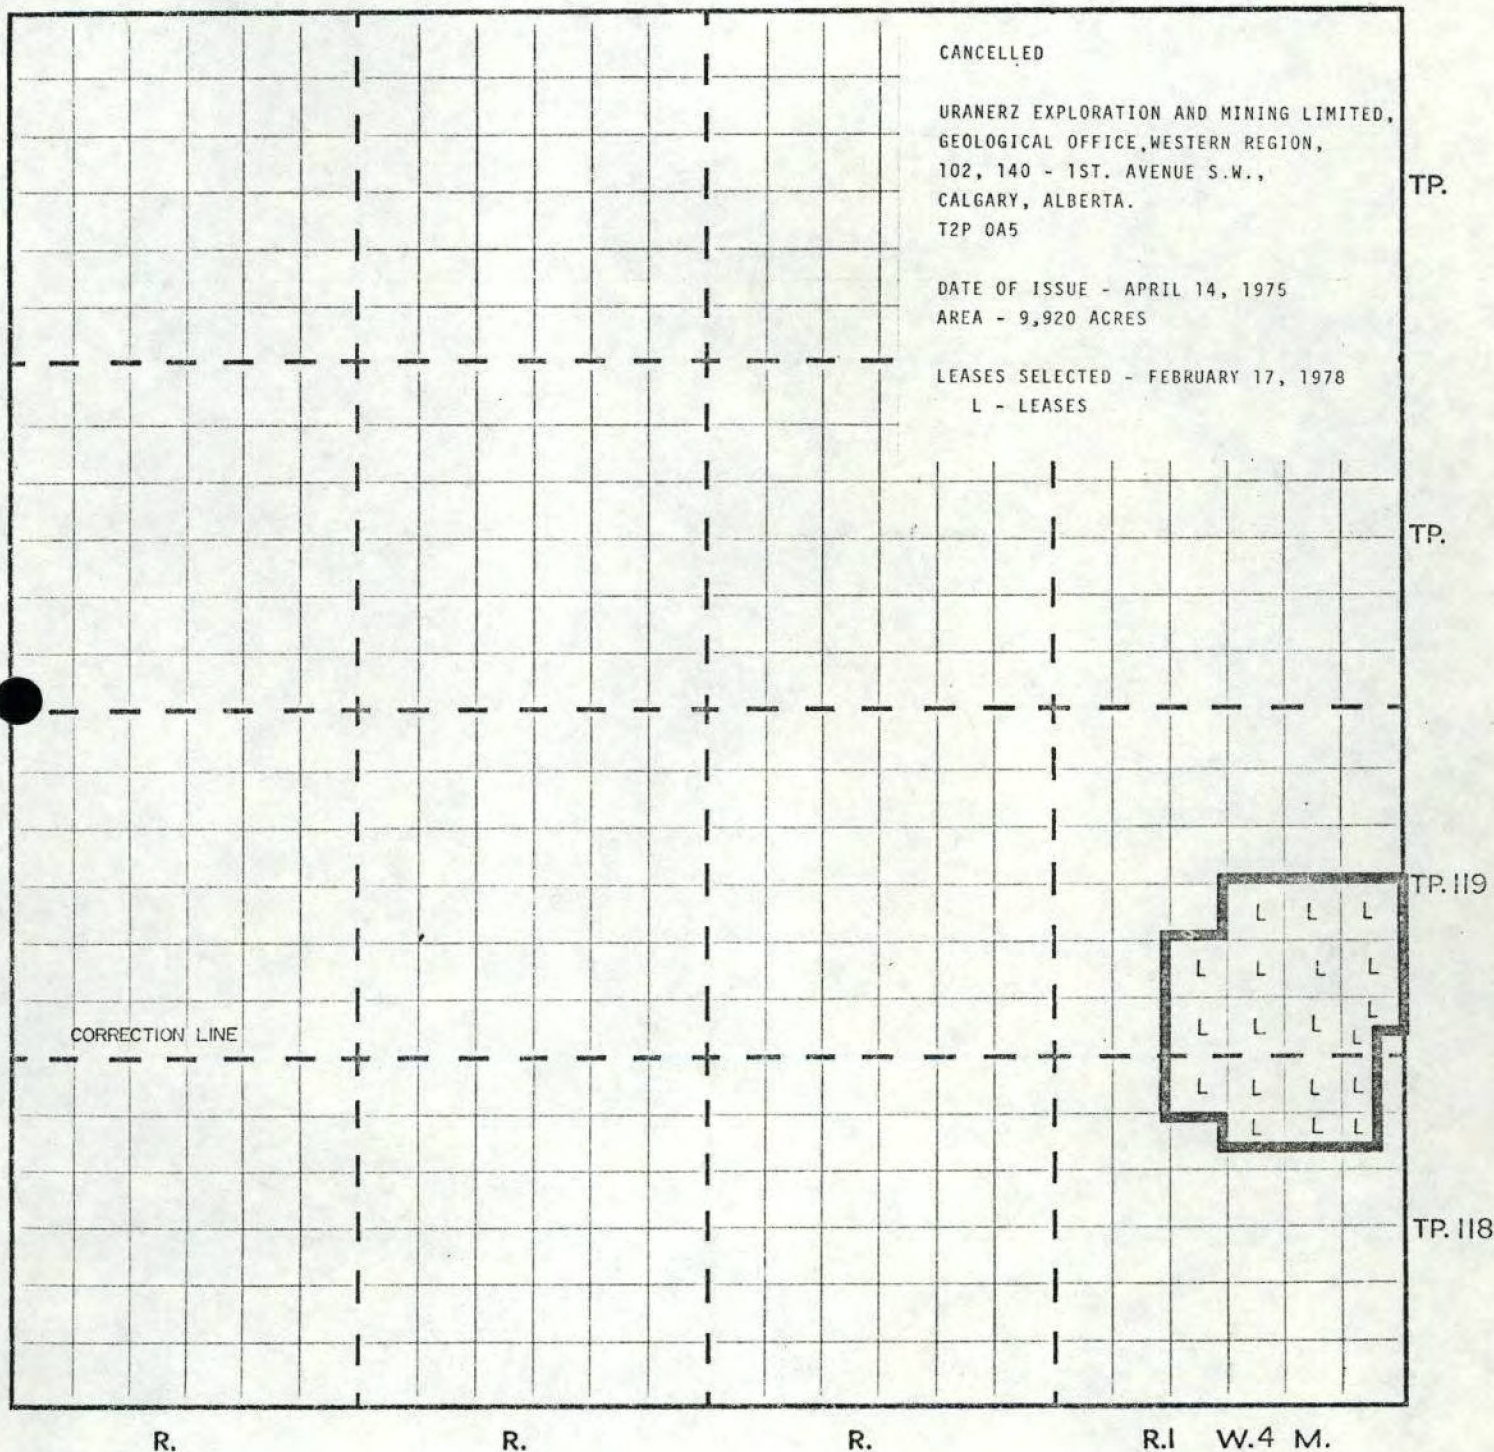 CANCELLED
URANERZ EXPLORATION AND MINING LIMITED,
GEOLOGICAL OFFICE, WESTERN REGION,
102, 140 - 1ST. AVENUE S.W.,
CALGARY, ALBERTA.
T2P 0A5
DATE OF ISSUE - APRIL 14, 1975
AREA - 9,920 ACRES
LEASES SELECTED - FEBRUARY 17, 1978
L - LEASES
TP.
TP.
TP. 119
L L L
L L L L
L
L L L
L
CORRECTION LINE
L L L L
L L L
TP. 118
R. R. R. R.1 W.4 M.